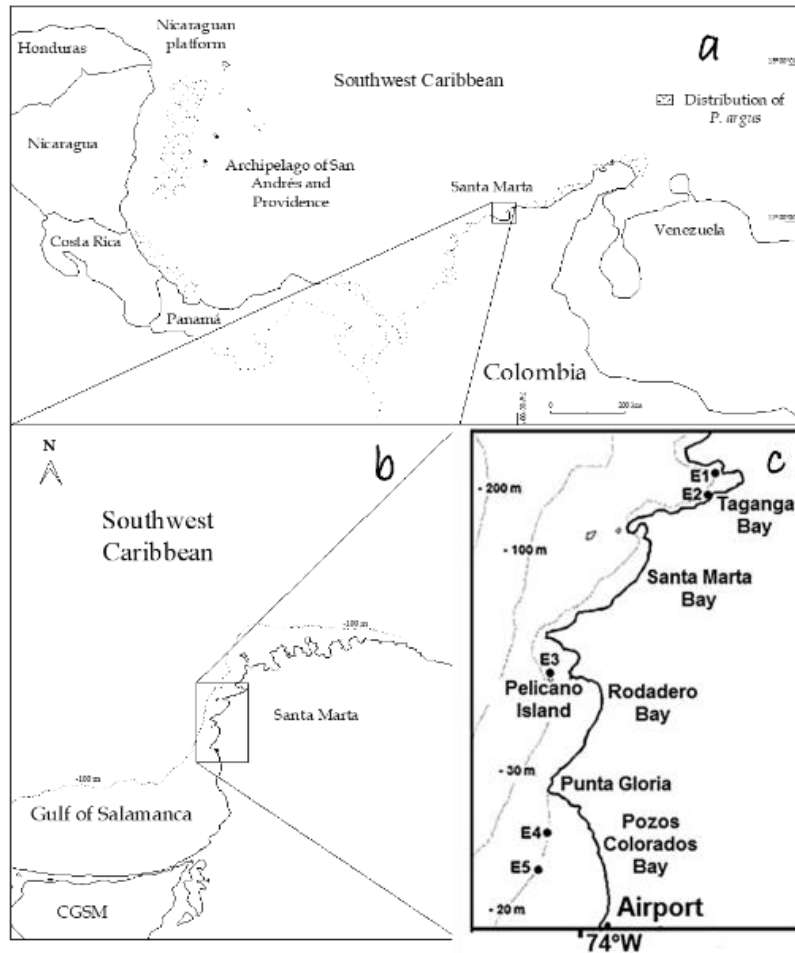 Honduras
Nicaraguan
platform
a
Southwest Caribbean
Distribution of
P. argus
Nicaragua
Archipelago of San
Andrés and
Providence
Santa Marta
Costa Rica
Venezuela
Panamá
Colombia
0
200 km
N
b
Southwest
Caribbean
-100 m
Santa Marta
-100 m
Gulf of Salamanca
CGSM
c
E1
- 200 m
E2
Taganga
Bay
- 100 m
Santa Marta
Bay
E3
Pelicano
Island
Rodadero
Bay
- 30 m
Punta Gloria
E4
Pozos
Colorados
Bay
E5
- 20 m
Airport
74°W